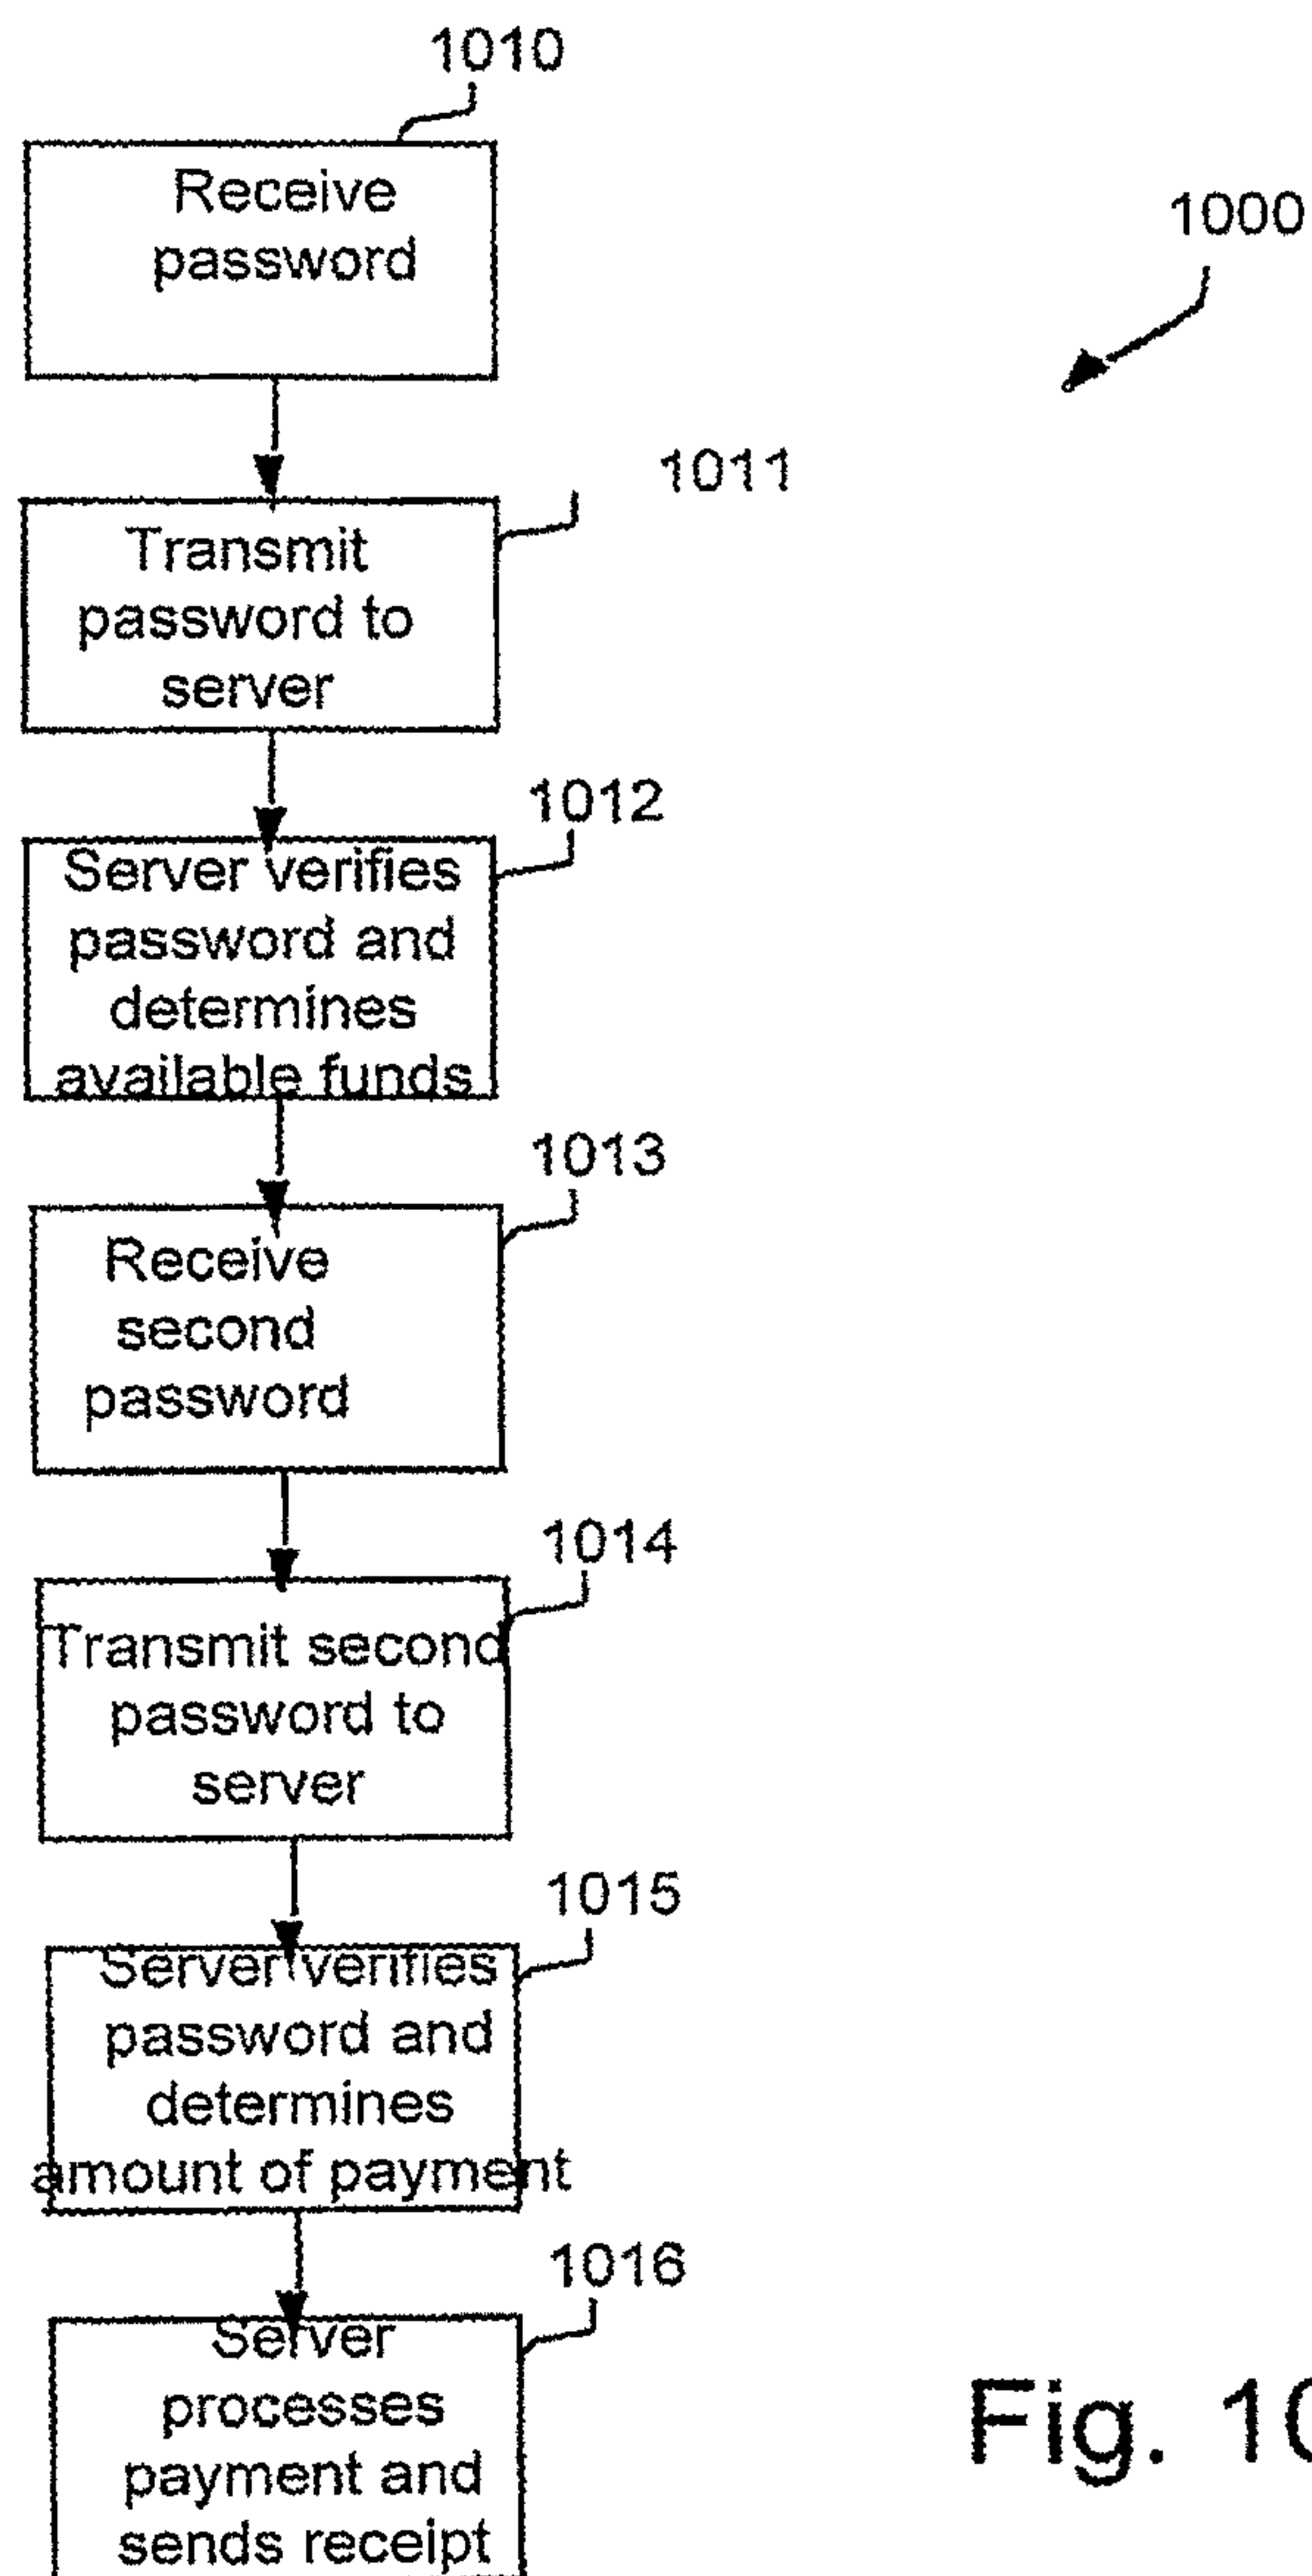 1010
Receive
password
1000
1011
Transmit
password to
server
1012
Server verifies
password and
determines
available funds
1013
Receive
second
password
1014
Transmit second
password to
server
1015
Server verifies
password and
determines
amount of payment
1016
Server
processes
payment and
sends receipt
Fig. 10